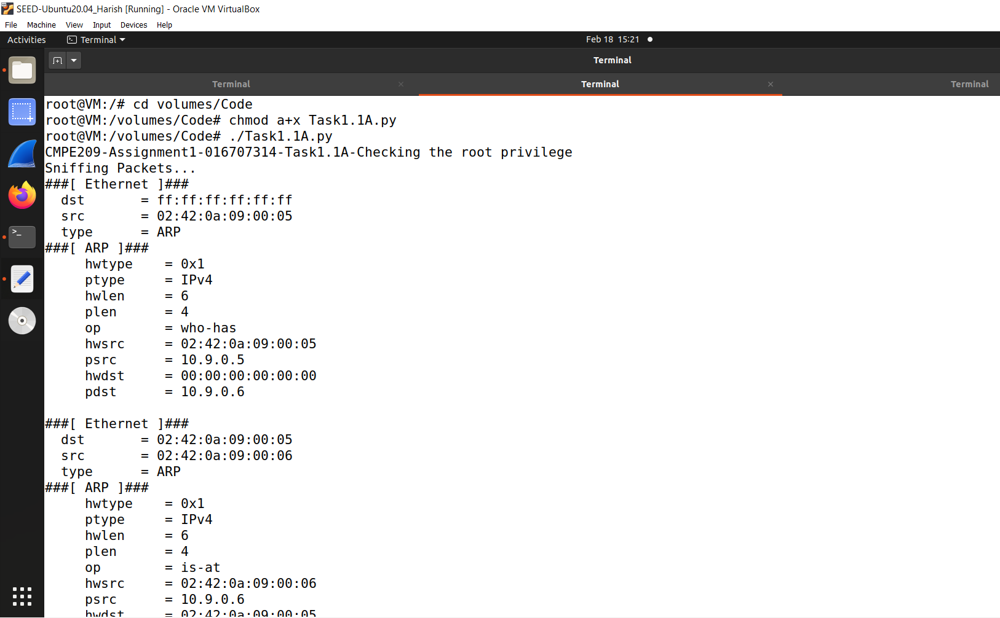 SEED-Ubuntu20.04_Harish [Running] - Oracle VM VirtualBox
File Machine View Input Devices Help
Activities Terminal Feb 18 15:21
Terminal
Terminal Terminal Terminal
root@VM:/# cd volumes/Code
root@VM:/volumes/Code# chmod a+x Task1.1A.py
root@VM:/volumes/Code# ./Task1.1A.py
CMPE209-Assignment1-016707314-Task1.1A-Checking the root privilege
Sniffing Packets...
###[ Ethernet ]###
  dst       = ff:ff:ff:ff:ff:ff
  src       = 02:42:0a:09:00:05
  type      = ARP
###[ ARP ]###
     hwtype    = 0x1
     ptype     = IPv4
     hwlen     = 6
     plen      = 4
     op        = who-has
     hwsrc     = 02:42:0a:09:00:05
     psrc      = 10.9.0.5
     hwdst     = 00:00:00:00:00:00
     pdst      = 10.9.0.6
###[ Ethernet ]###
  dst       = 02:42:0a:09:00:05
  src       = 02:42:0a:09:00:06
  type      = ARP
###[ ARP ]###
     hwtype    = 0x1
     ptype     = IPv4
     hwlen     = 6
     plen      = 4
     op        = is-at
     hwsrc     = 02:42:0a:09:00:06
     psrc      = 10.9.0.6
     hwdst     = 02:42:0a:09:00:05